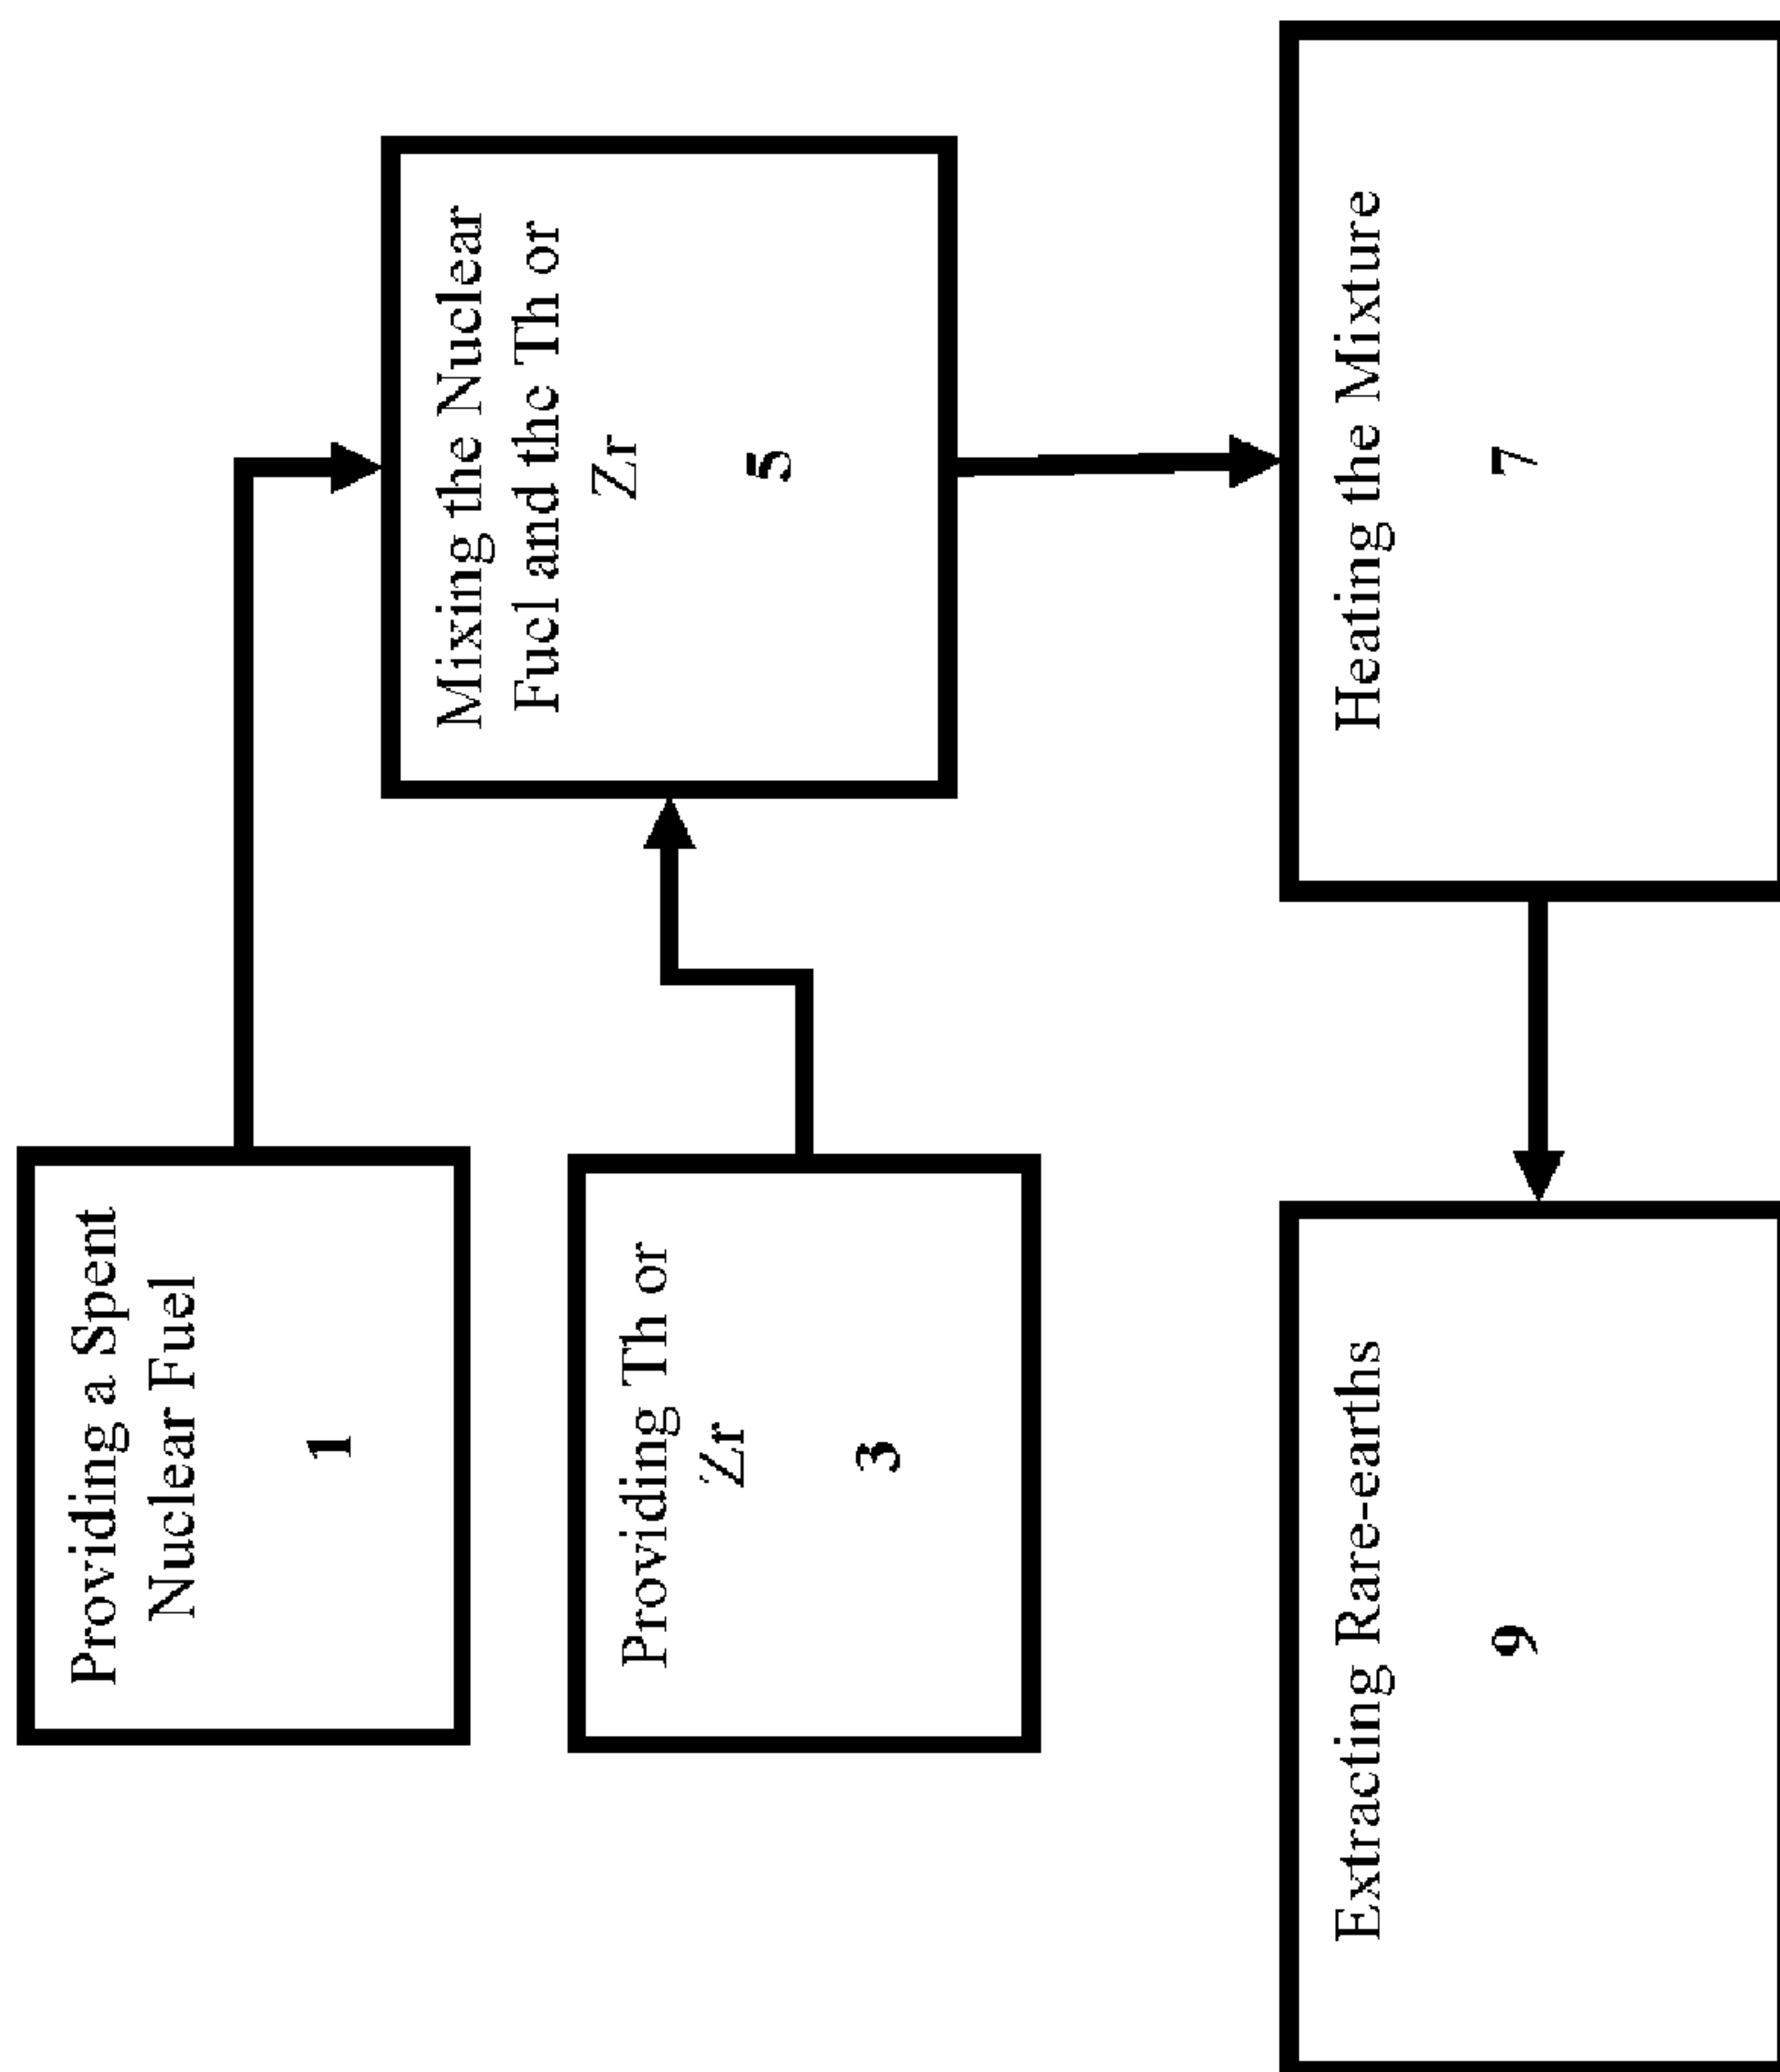 Providing a Spent
Nuclear Fuel
1
Providing Th or
Zr
3
Mixing the Nuclear
Fuel and the Th or
Zr
5
Heating the Mixture
7
Extracting Rare-earths
9